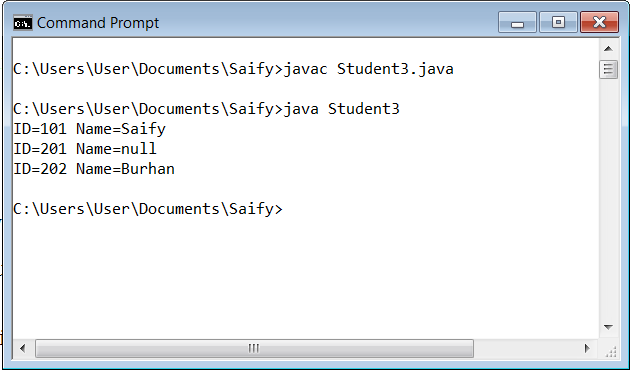 Command Prompt
C:\Users\User\Documents\Saify>javac Student3.java
C:\Users\User\Documents\Saify>java Student3
ID=101 Name=Saify
ID=201 Name=null
ID=202 Name=Burhan
C:\Users\User\Documents\Saify>